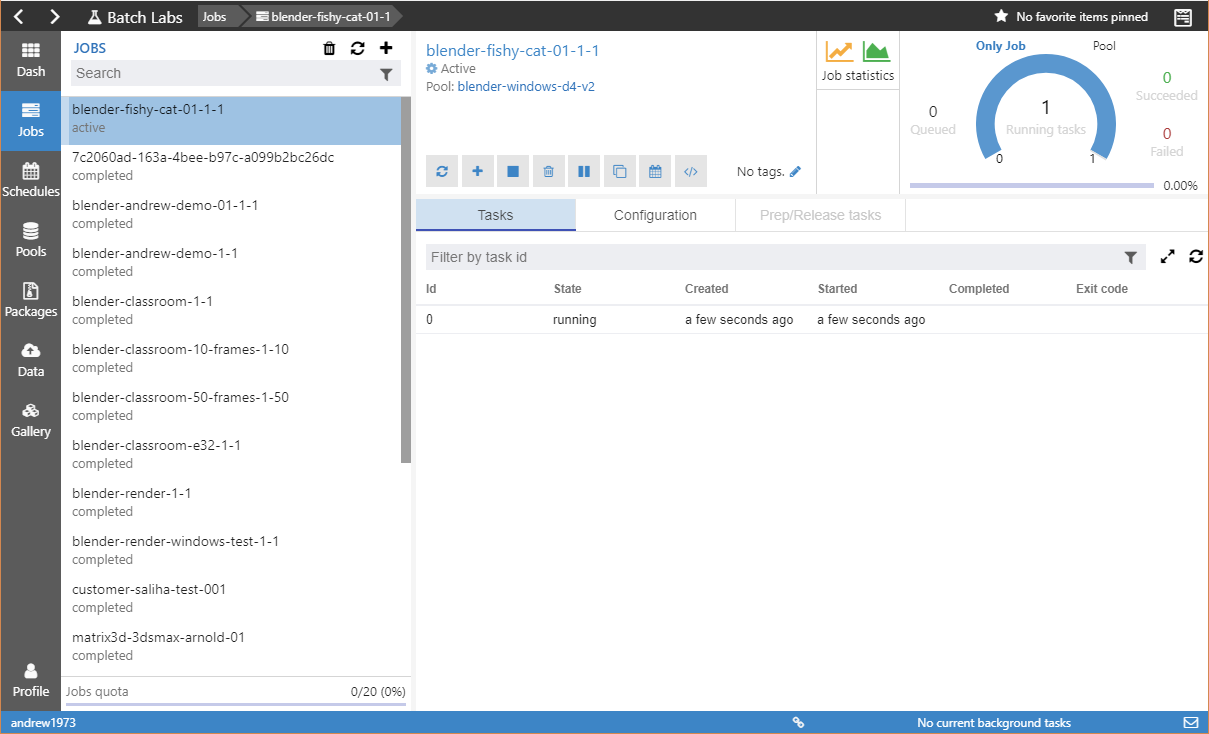 Batch Labs
Jobs
blender-fishy-cat-01-1-1
No favorite items pinned
Dash
Jobs
Schedules
Pools
Packages
Data
Gallery
Profile
JOBS
Search
blender-fishy-cat-01-1-1
active
7c2060ad-163a-4bee-b97c-a099b2bc26dc
completed
blender-andrew-demo-01-1-1
completed
blender-andrew-demo-1-1
completed
blender-classroom-1-1
completed
blender-classroom-10-frames-1-10
completed
blender-classroom-50-frames-1-50
completed
blender-classroom-e32-1-1
completed
blender-render-1-1
completed
blender-render-windows-test-1-1
completed
customer-saliha-test-001
completed
matrix3d-3dsmax-arnold-01
completed
Jobs quota 0/20 (0%)
blender-fishy-cat-01-1-1
Active
Pool: blender-windows-d4-v2
No tags.
Job statistics
Only Job Pool
0
Queued
1
Running tasks
0 1
0
Succeeded
0
Failed
0.00%
Tasks Configuration Prep/Release tasks
Filter by task id
Id State Created Started Completed Exit code
0 running a few seconds ago a few seconds ago
andrew1973
No current background tasks